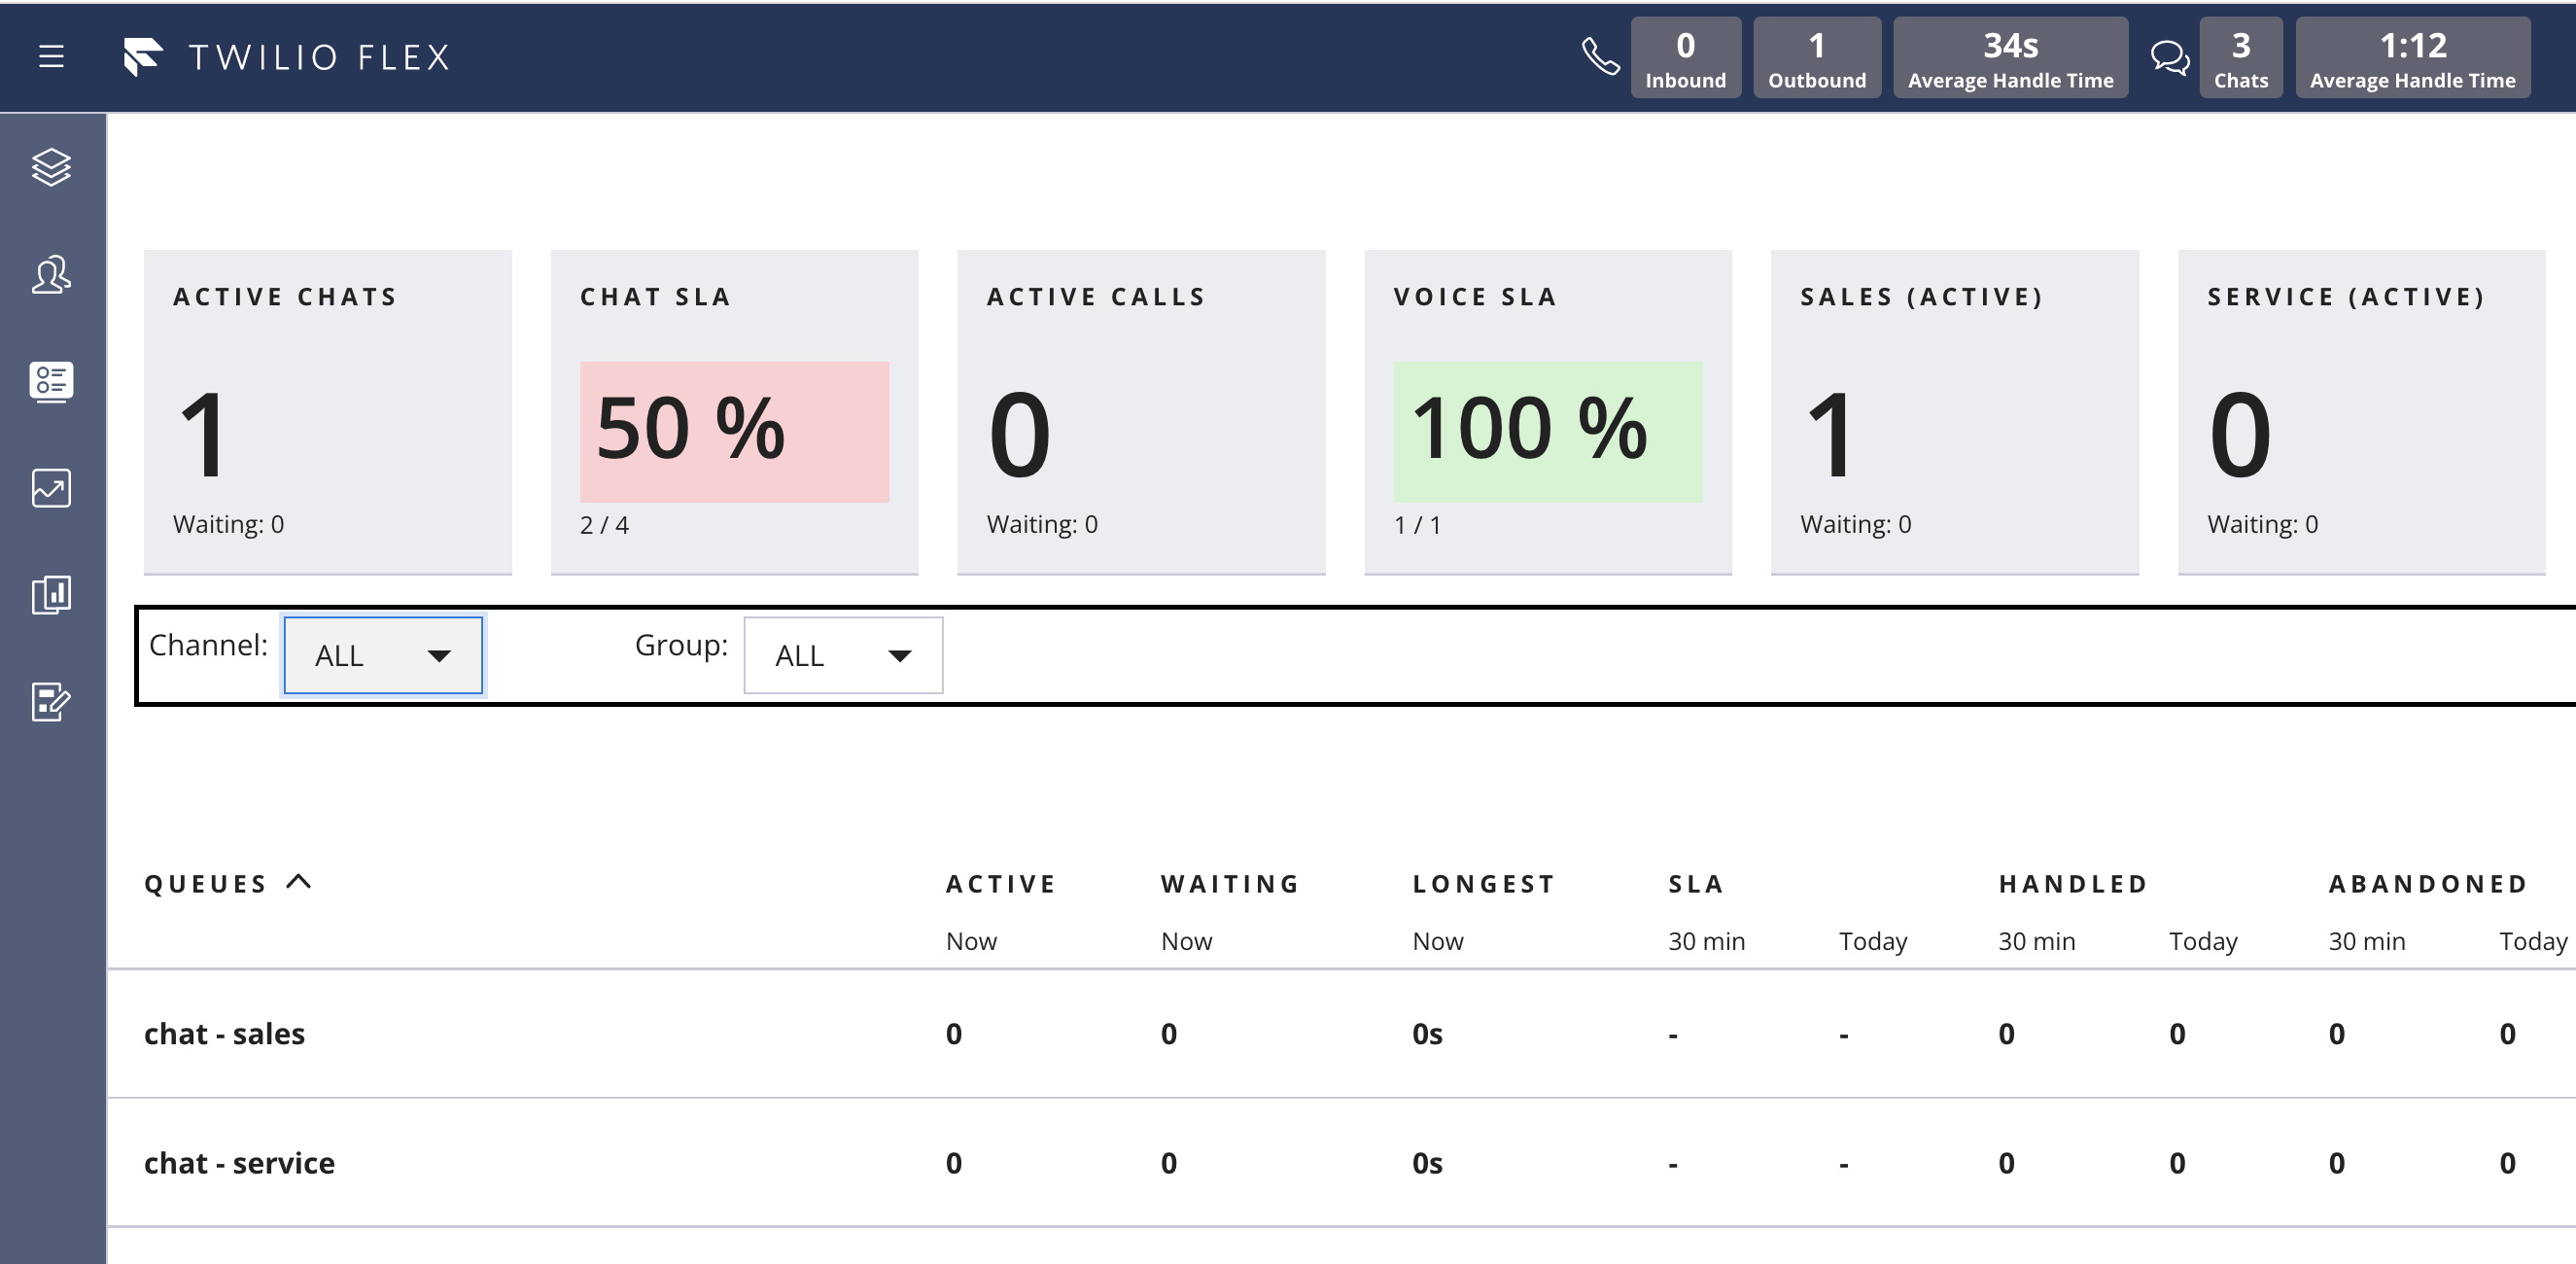 TWILIO FLEX
0 1 34s 3 1:12
Inbound Outbound Average Handle Time Chats Average Handle Time
ACTIVE CHATS CHAT SLA ACTIVE CALLS VOICE SLA SALES (ACTIVE) SERVICE (ACTIVE)
1 50 % 0 100 % 1 0
Waiting: 0 2 / 4 Waiting: 0 1 / 1 Waiting: 0 Waiting: 0
Channel: ALL Group: ALL
QUEUES ACTIVE WAITING LONGEST SLA HANDLED ABANDONED
Now Now Now 30 min Today 30 min Today 30 min Today
chat - sales 0 0 0s - - 0 0 0 0
chat - service 0 0 0s - - 0 0 0 0